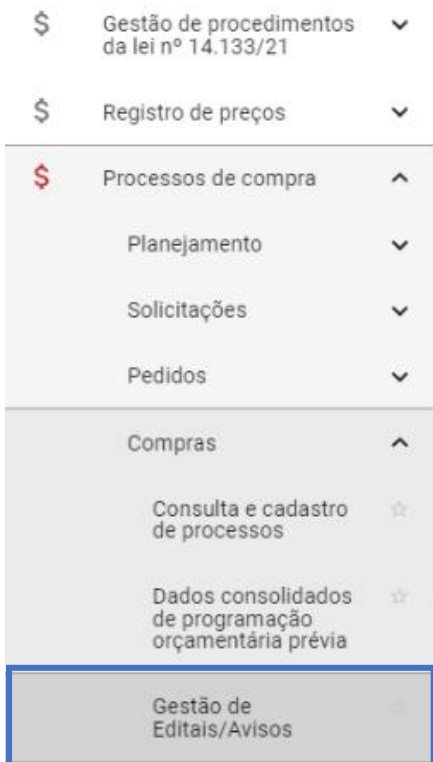 $ Gestão de procedimentos
da lei nº 14.133/21
$ Registro de preços
$ Processos de compra
Planejamento
Solicitações
Pedidos
Compras
Consulta e cadastro
de processos
Dados consolidados
de programação
orçamentária prévia
Gestão de
Editais/Avisos